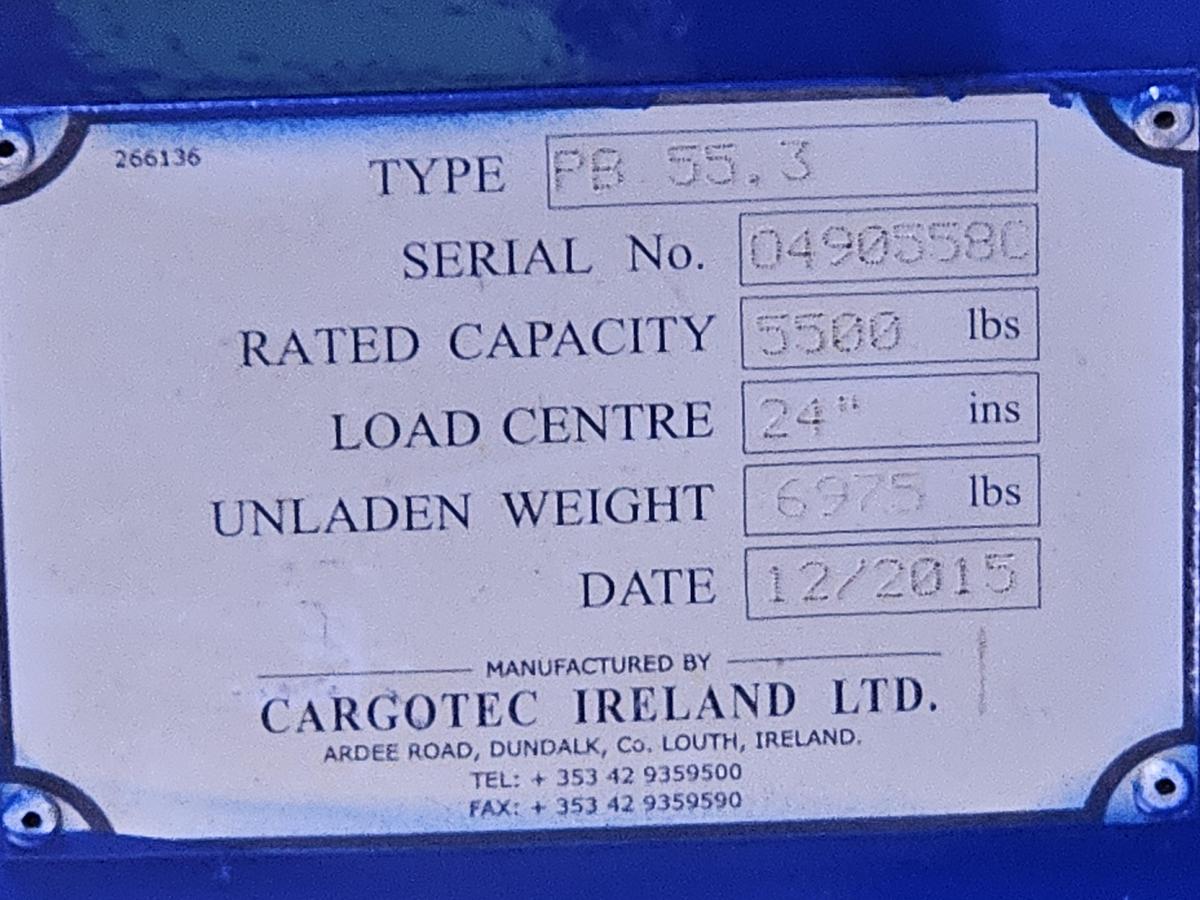 266136
TYPE PB 55.3
SERIAL No. 0490558C
RATED CAPACITY 5500 lbs
LOAD CENTRE 24" ins
UNLADEN WEIGHT 6975 lbs
DATE 12/2015
MANUFACTURED BY
CARGOTEC IRELAND LTD.
ARDEE ROAD, DUNDALK, Co. LOUTH, IRELAND.
TEL: + 353 42 9359500
FAX: + 353 42 9359590